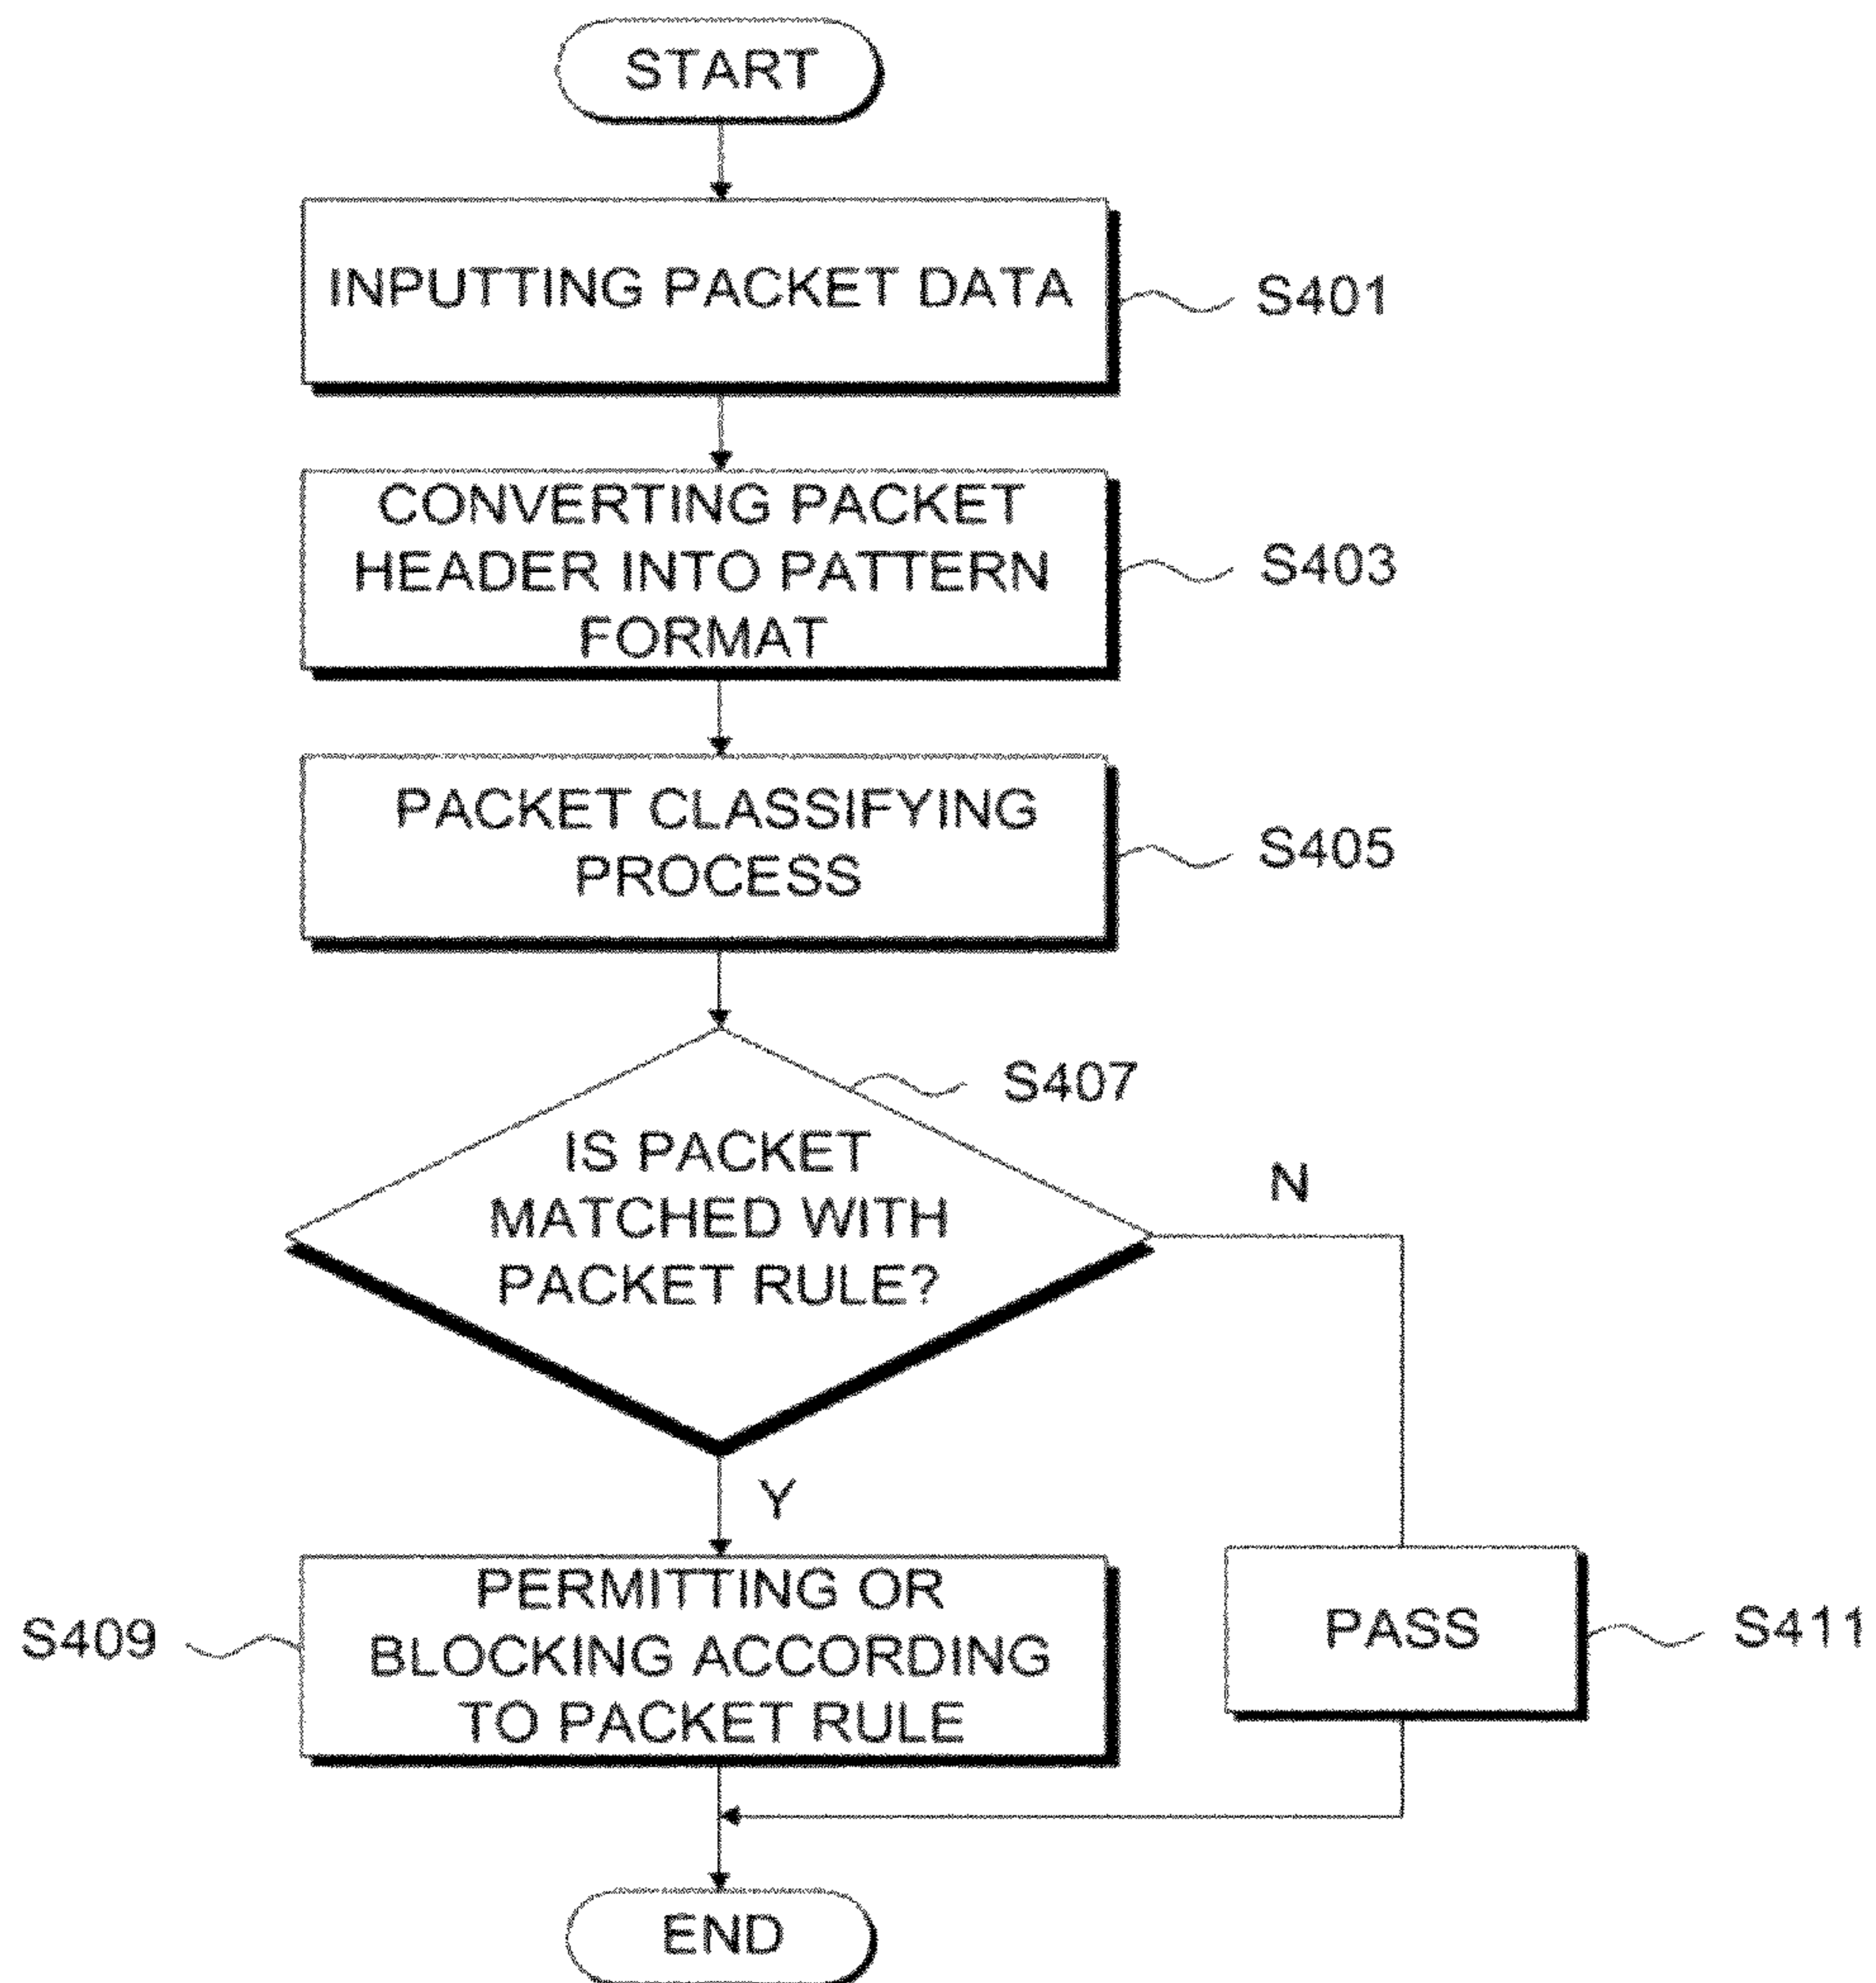 START
INPUTTING PACKET DATA
S401
CONVERTING PACKET
HEADER INTO PATTERN
FORMAT
S403
PACKET CLASSIFYING
PROCESS
S405
S407
IS PACKET
MATCHED WITH
PACKET RULE?
N
Y
PERMITTING OR
BLOCKING ACCORDING
TO PACKET RULE
S409
PASS
S411
END